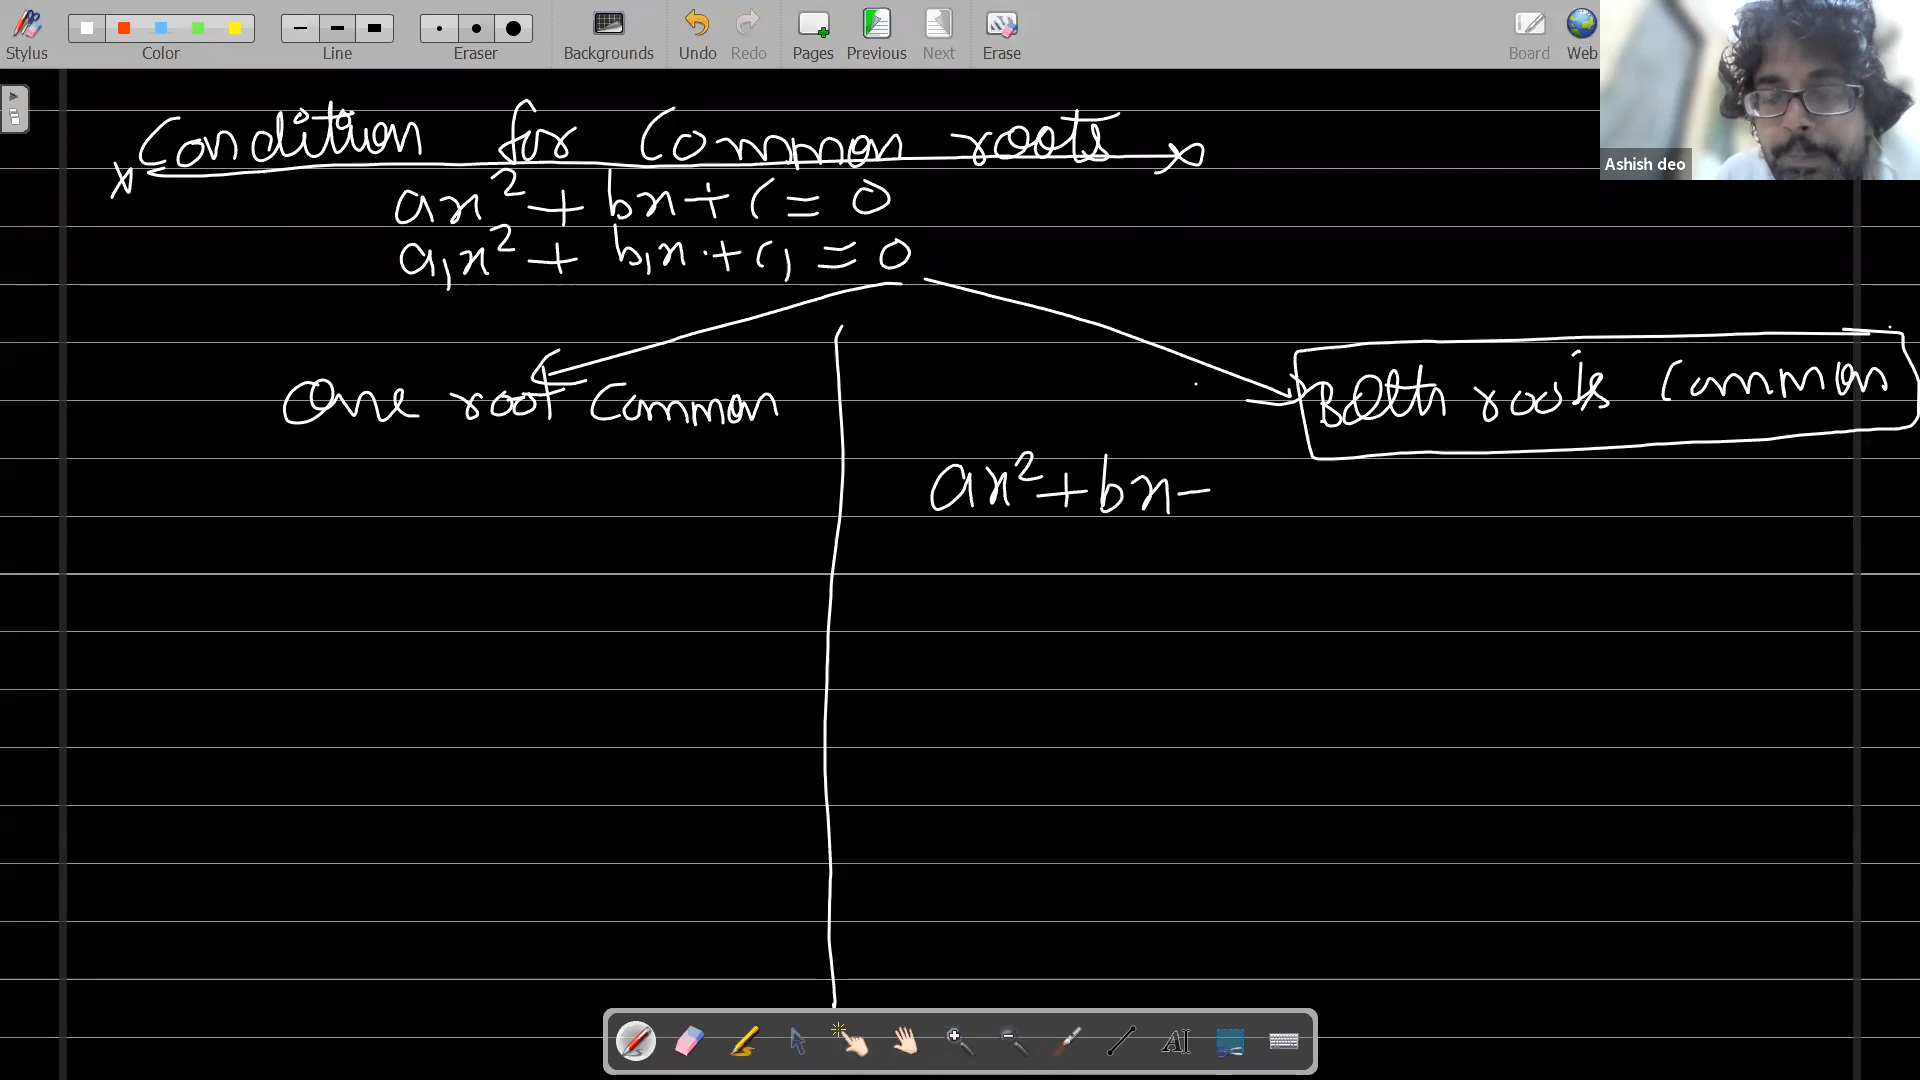 Stylus Color Line Eraser Backgrounds Undo Redo Pages Previous Next Erase Board Web
Ashish deo
Condition for Common roots
ax² + bx + c = 0
a₁x² + b₁x + c₁ = 0
One root Common
Both roots Common
ax² + bx -